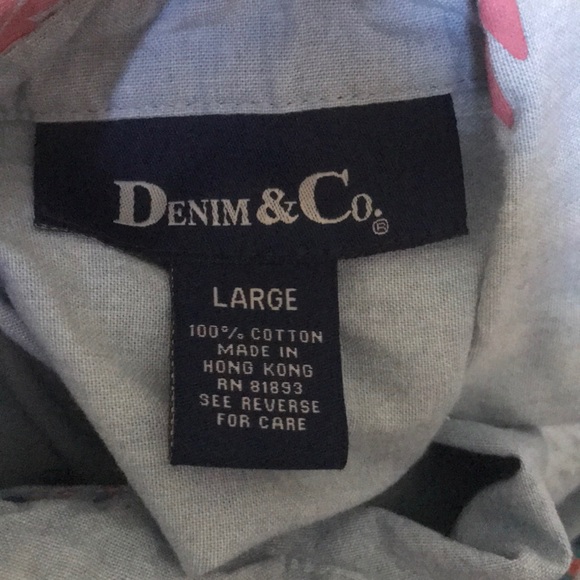 DENIM & CO.®
LARGE
100% COTTON
MADE IN
HONG KONG
RN 81893
SEE REVERSE
FOR CARE